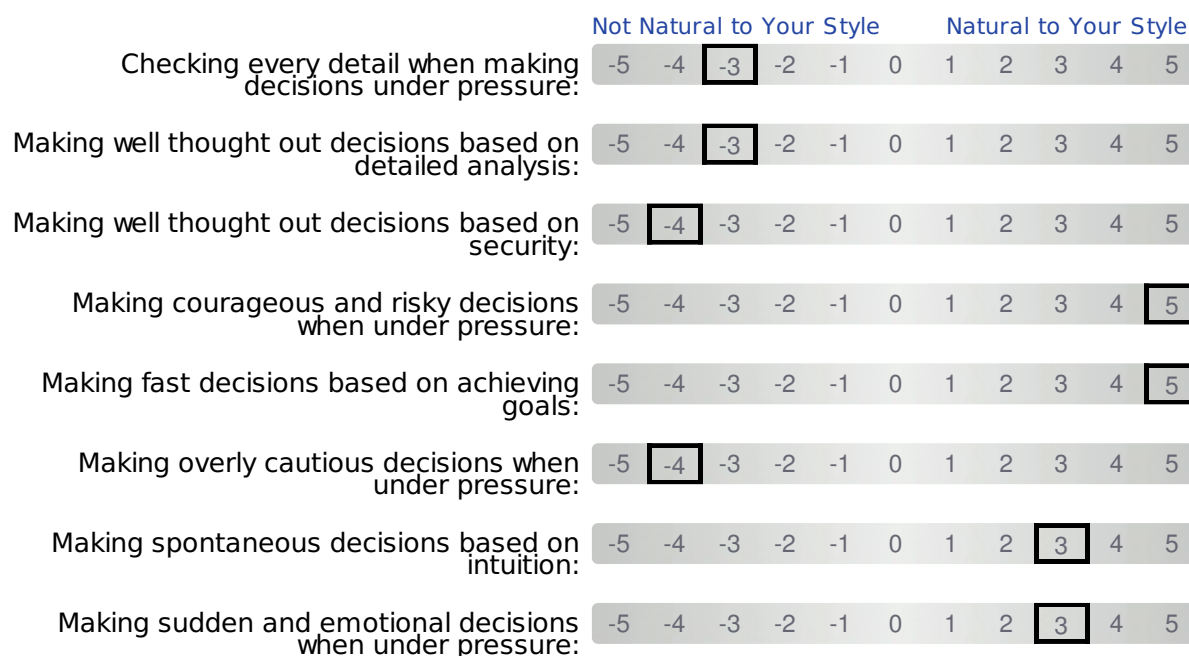 Not Natural to Your Style Natural to Your Style
Checking every detail when making
decisions under pressure:
-5 -4 -3 -2 -1 0 1 2 3 4 5
Making well thought out decisions based on
detailed analysis:
-5 -4 -3 -2 -1 0 1 2 3 4 5
Making well thought out decisions based on
security:
-5 -4 -3 -2 -1 0 1 2 3 4 5
Making courageous and risky decisions
when under pressure:
-5 -4 -3 -2 -1 0 1 2 3 4 5
Making fast decisions based on achieving
goals:
-5 -4 -3 -2 -1 0 1 2 3 4 5
Making overly cautious decisions when
under pressure:
-5 -4 -3 -2 -1 0 1 2 3 4 5
Making spontaneous decisions based on
intuition:
-5 -4 -3 -2 -1 0 1 2 3 4 5
Making sudden and emotional decisions
when under pressure:
-5 -4 -3 -2 -1 0 1 2 3 4 5